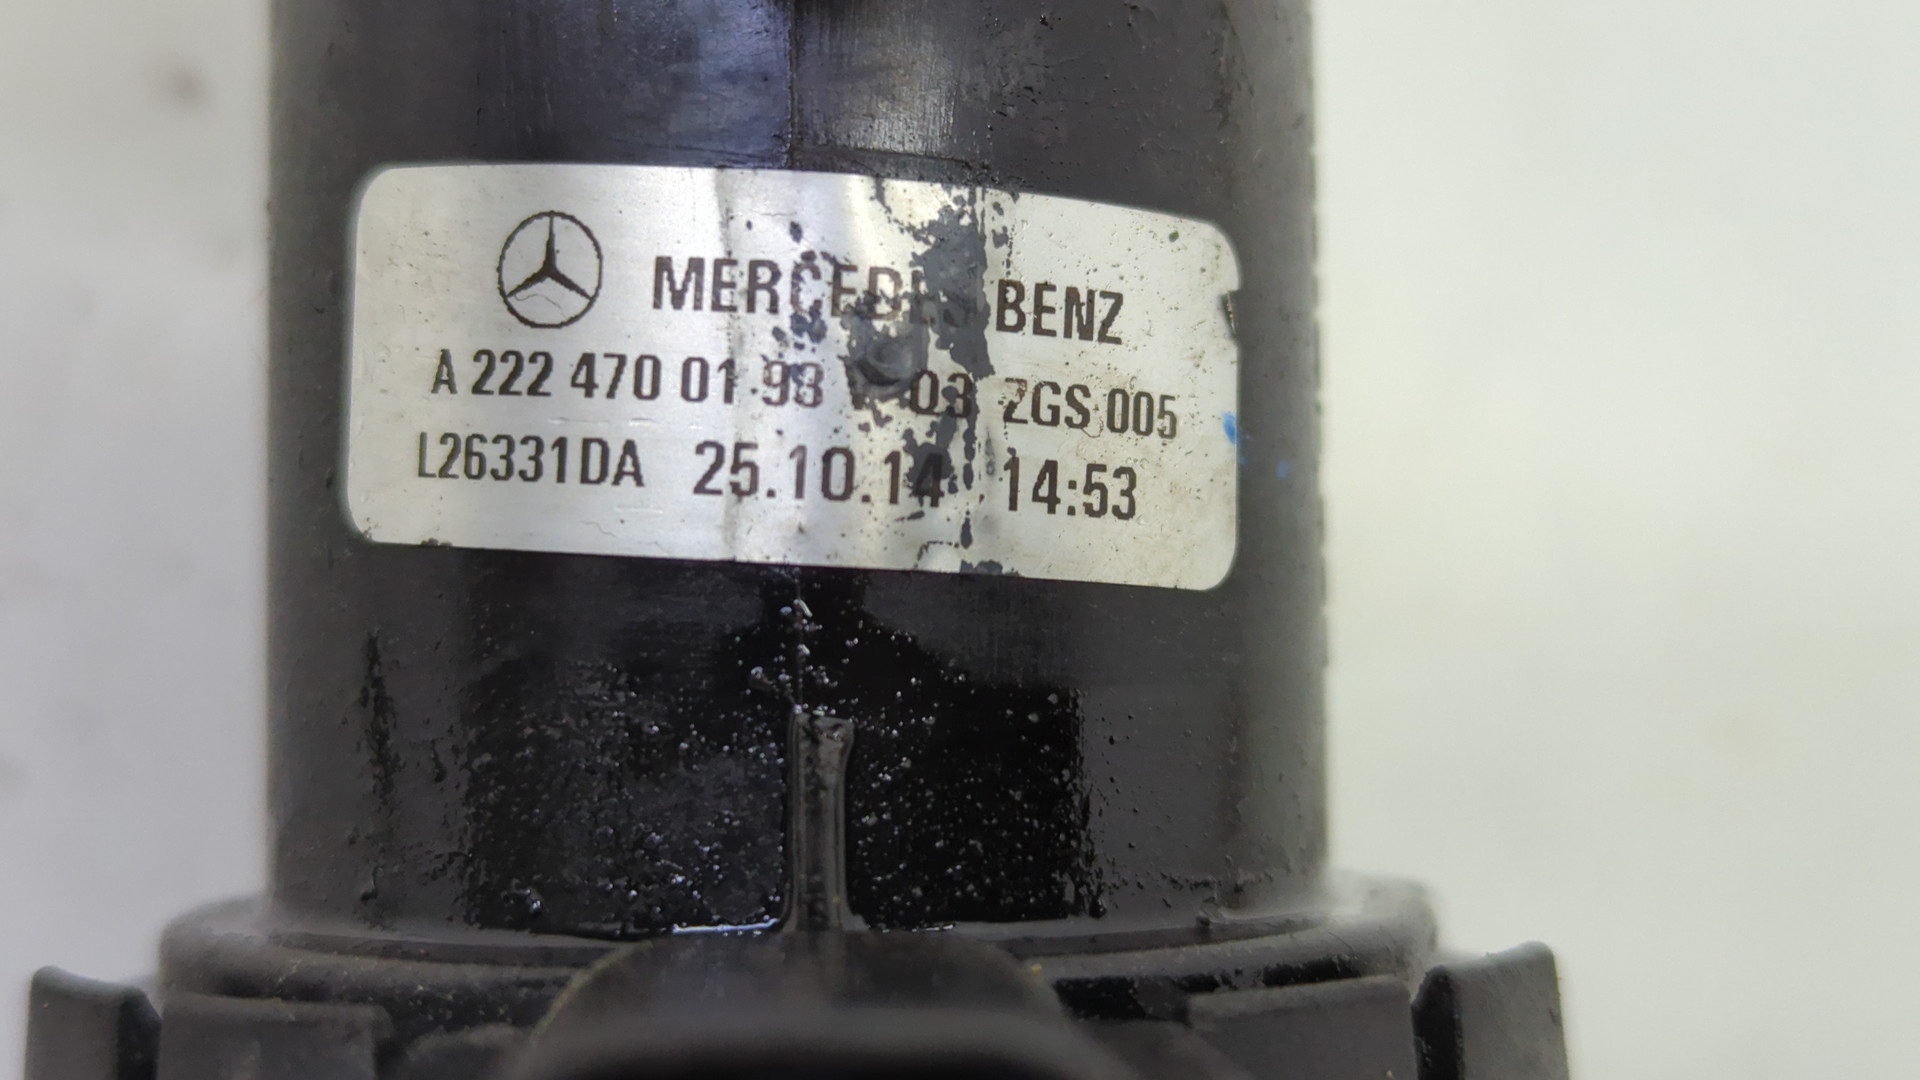 MERCEDES BENZ
A 222 470 01 93 03 ZGS 005
L26331DA 25.10.14 14:53